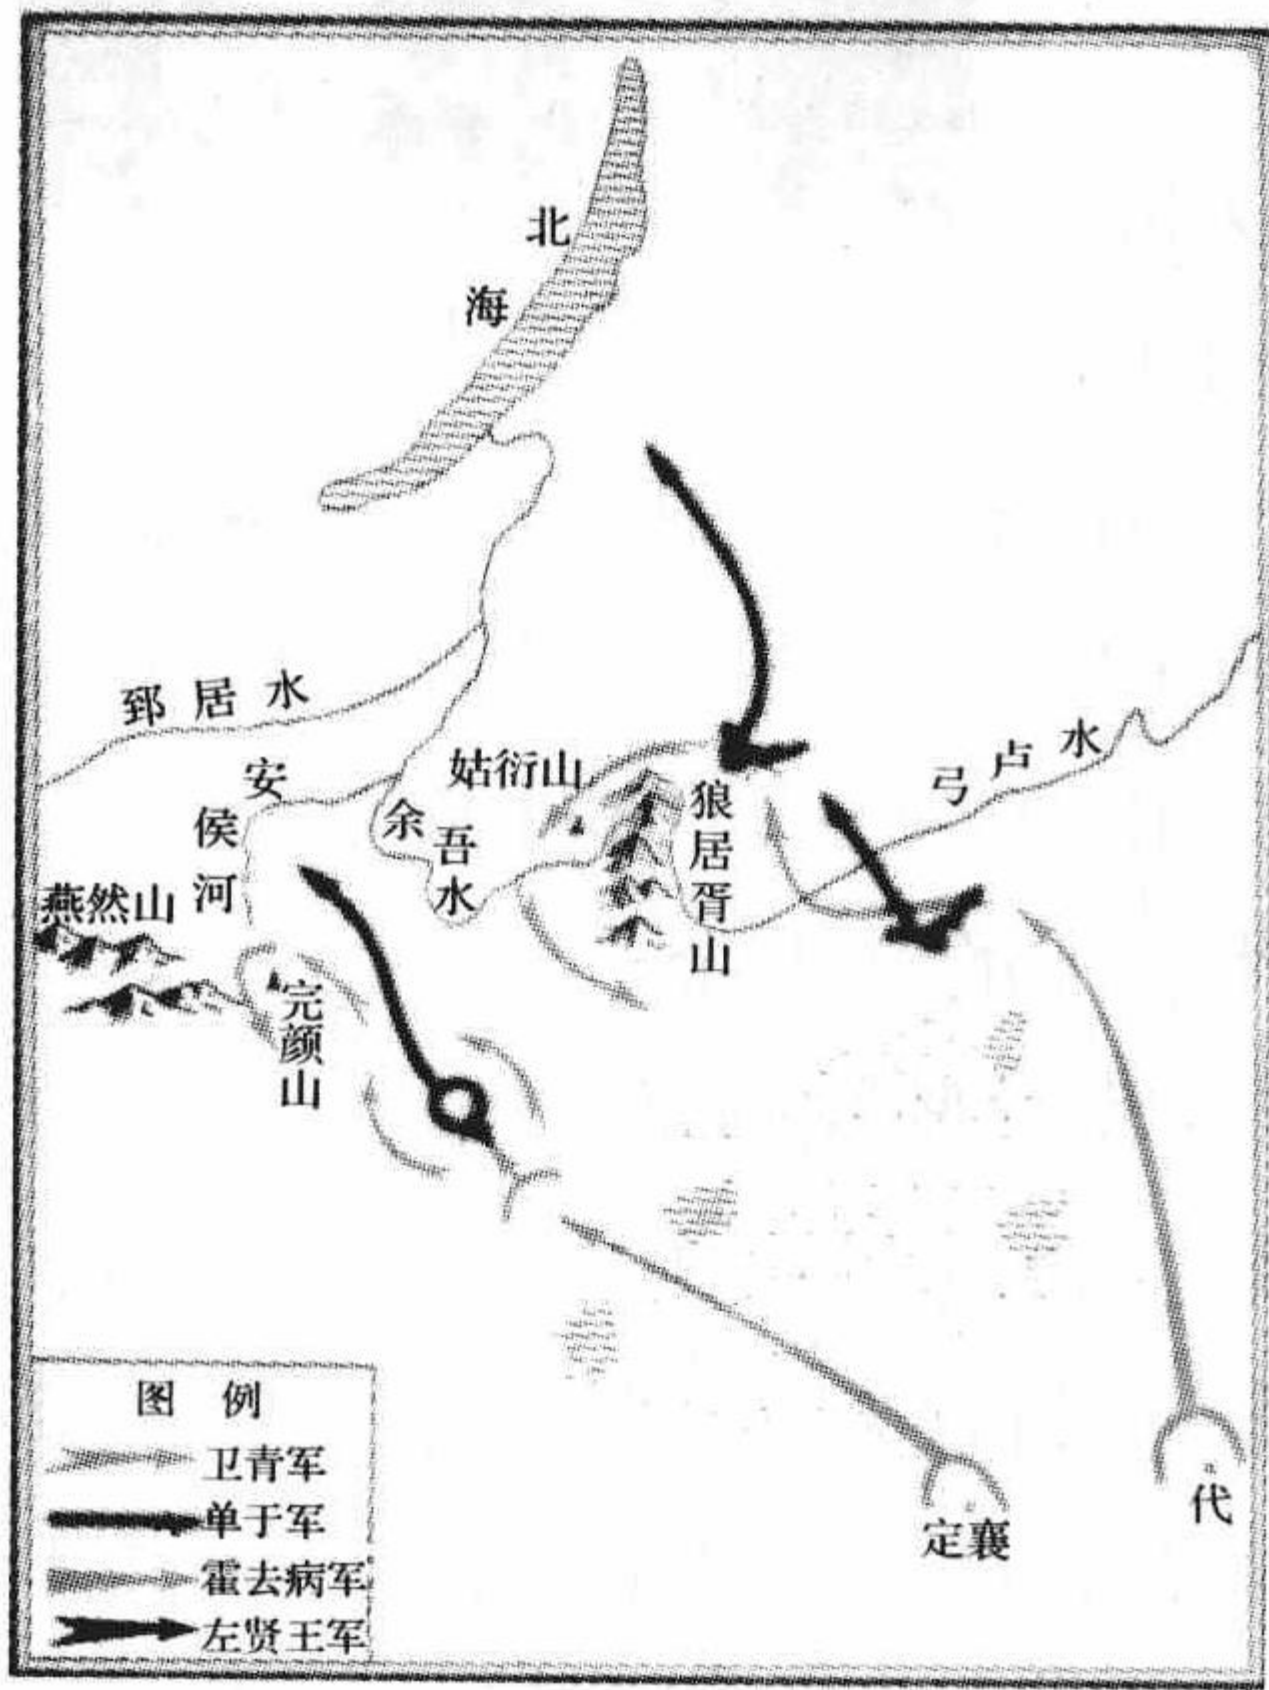 北海
郅居水
安侯河
姑衍山
余吾水
狼居胥山
弓卢水
燕然山
完颜山
图 例
卫青军
单于军
霍去病军
左贤王军
定襄
代